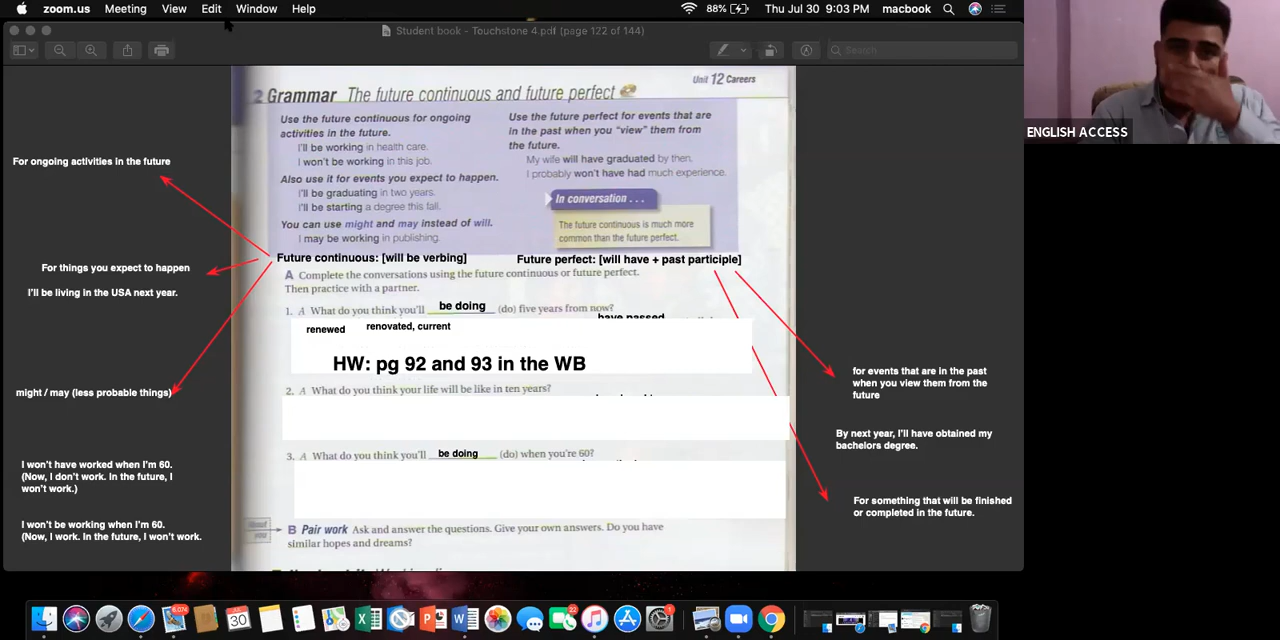 zoom.us Meeting View Edit Window Help
88% Thu Jul 30 9:03 PM macbook
Student book - Touchstone 4.pdf (page 122 of 144)
Search
ENGLISH ACCESS
Unit 12 Careers
2 Grammar The future continuous and future perfect
Use the future continuous for ongoing
activities in the future.
I'll be working in health care.
I won't be working in this job.
Also use it for events you expect to happen.
I'll be graduating in two years.
I'll be starting a degree this fall.
You can use might and may instead of will.
I may be working in publishing.
Use the future perfect for events that are
in the past when you "view" them from
the future.
My wife will have graduated by then.
I probably won't have had much experience.
In conversation . . .
The future continuous is much more
common than the future perfect.
For ongoing activities in the future
For things you expect to happen
I'll be living in the USA next year.
might / may (less probable things)
I won't have worked when I'm 60.
(Now, I don't work. In the future, I
won't work.)
I won't be working when I'm 60.
(Now, I work. In the future, I won't work.
Future continuous: [will be verbing]
Future perfect: [will have + past participle]
A Complete the conversations using the future continuous or future perfect.
Then practice with a partner.
1. A What do you think you'll be doing (do) five years from now?
have passed
renewed renovated, current
HW: pg 92 and 93 in the WB
2. A What do you think your life will be like in ten years?
3. A What do you think you'll be doing (do) when you're 60?
About
you
B Pair work Ask and answer the questions. Give your own answers. Do you have
similar hopes and dreams?
for events that are in the past
when you view them from the
future
By next year, I'll have obtained my
bachelors degree.
For something that will be finished
or completed in the future.